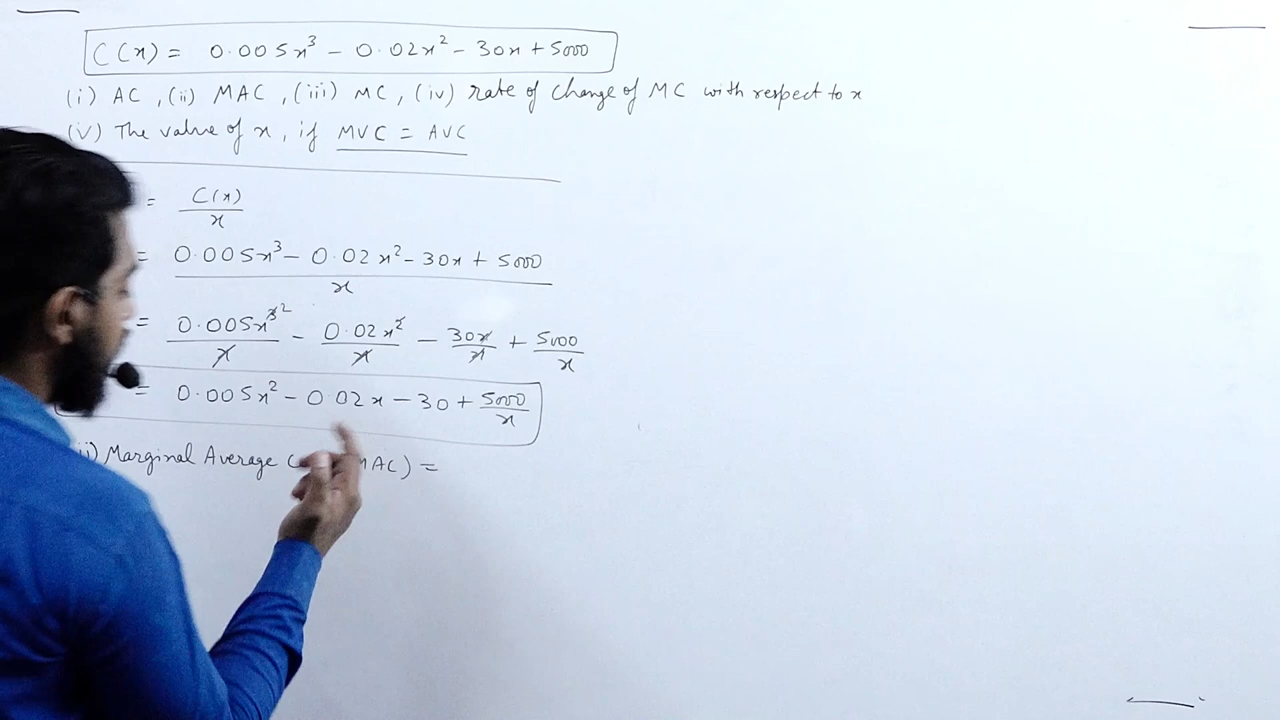 C(x) = 0.005x³ - 0.02x² - 30x + 5000
(i) AC, (ii) MAC, (iii) MC, (iv) rate of change of MC with respect to x
(v) The value of x, if MVC = AVC
= C(x)/x
= (0.005x³ - 0.02x² - 30x + 5000)/x
= 0.005x³²/x - 0.02x²/x - 30x/x + 5000/x
= 0.005x² - 0.02x - 30 + 5000/x
ii) Marginal Average MAC) =